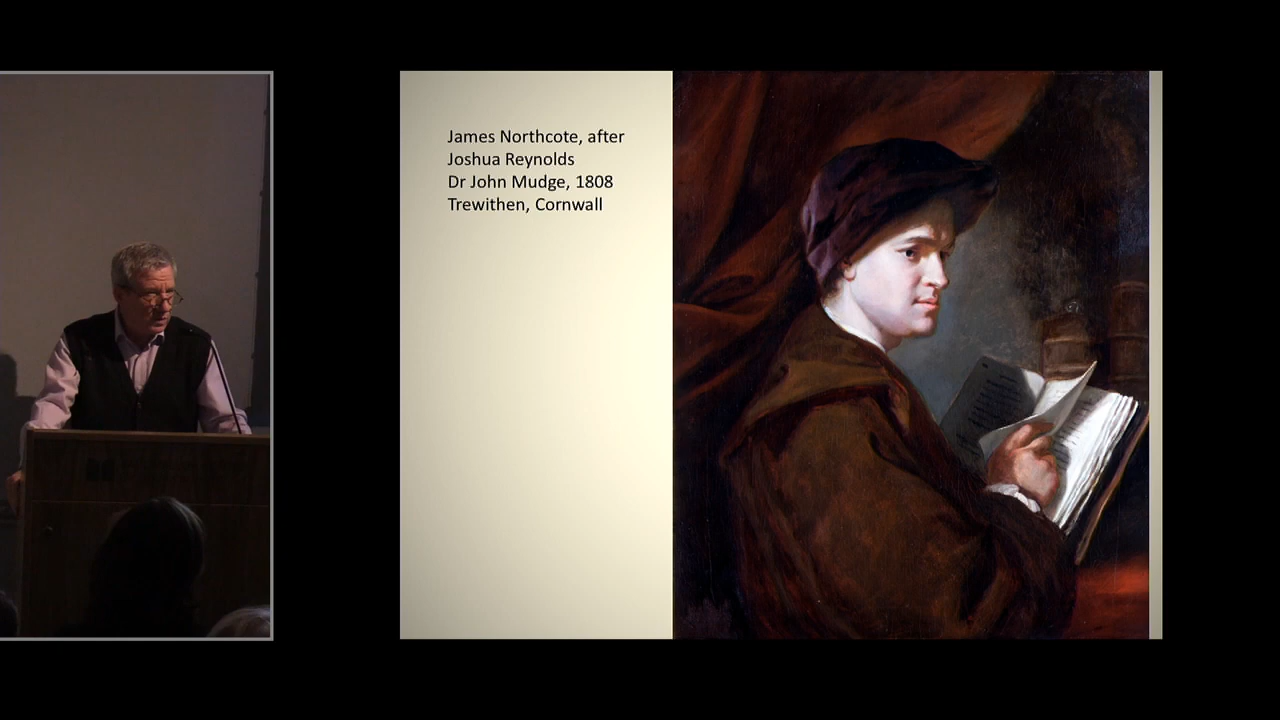 James Northcote, after
Joshua Reynolds
Dr John Mudge, 1808
Trewithen, Cornwall